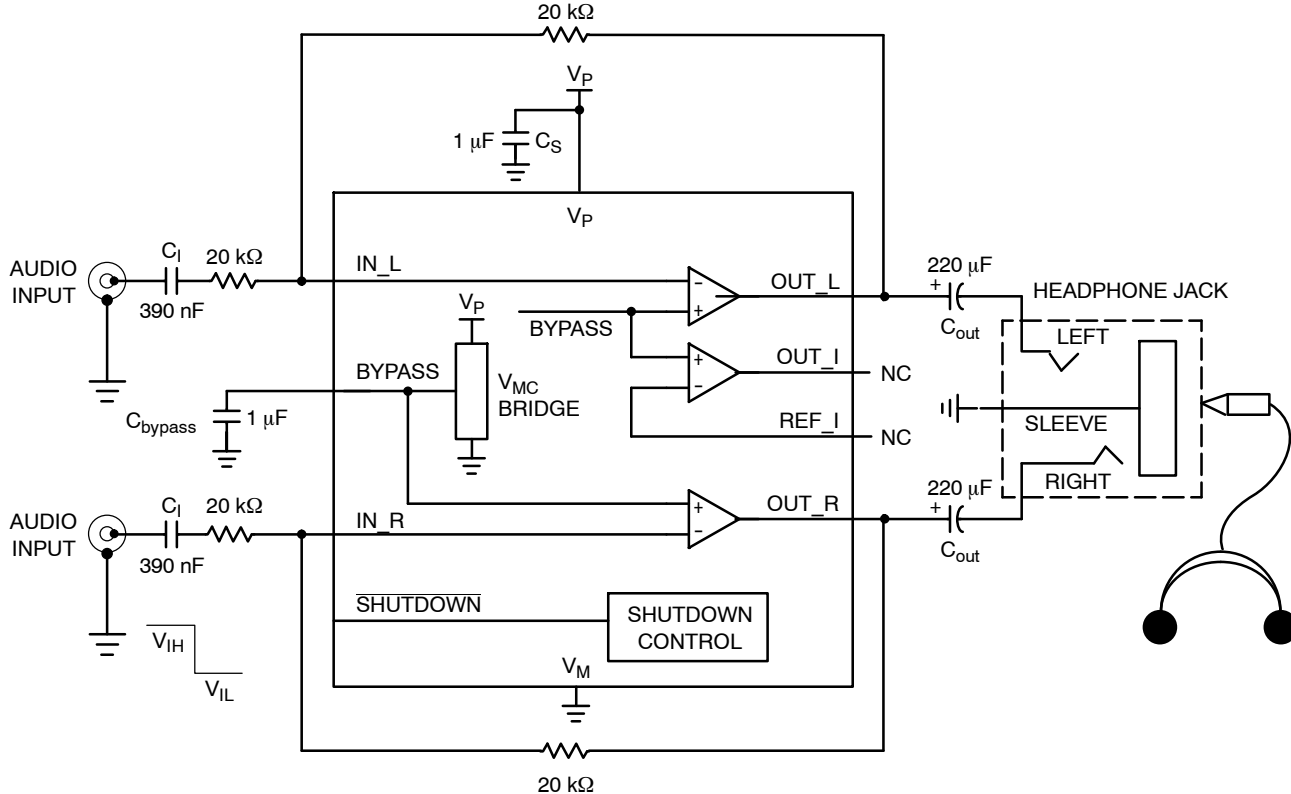 20 kΩ
V_P
1 μF C_S
V_P
AUDIO
INPUT
C_I
390 nF
20 kΩ
IN_L
OUT_L
220 μF
+
C_out
HEADPHONE JACK
LEFT
−
+
BYPASS
V_P
V_MC
BRIDGE
+
−
OUT_I
NC
REF_I
NC
SLEEVE
BYPASS
C_bypass
1 μF
RIGHT
AUDIO
INPUT
C_I
390 nF
20 kΩ
IN_R
+
−
OUT_R
220 μF
+
C_out
SHUTDOWN
SHUTDOWN
CONTROL
V_IH
V_IL
V_M
20 kΩ